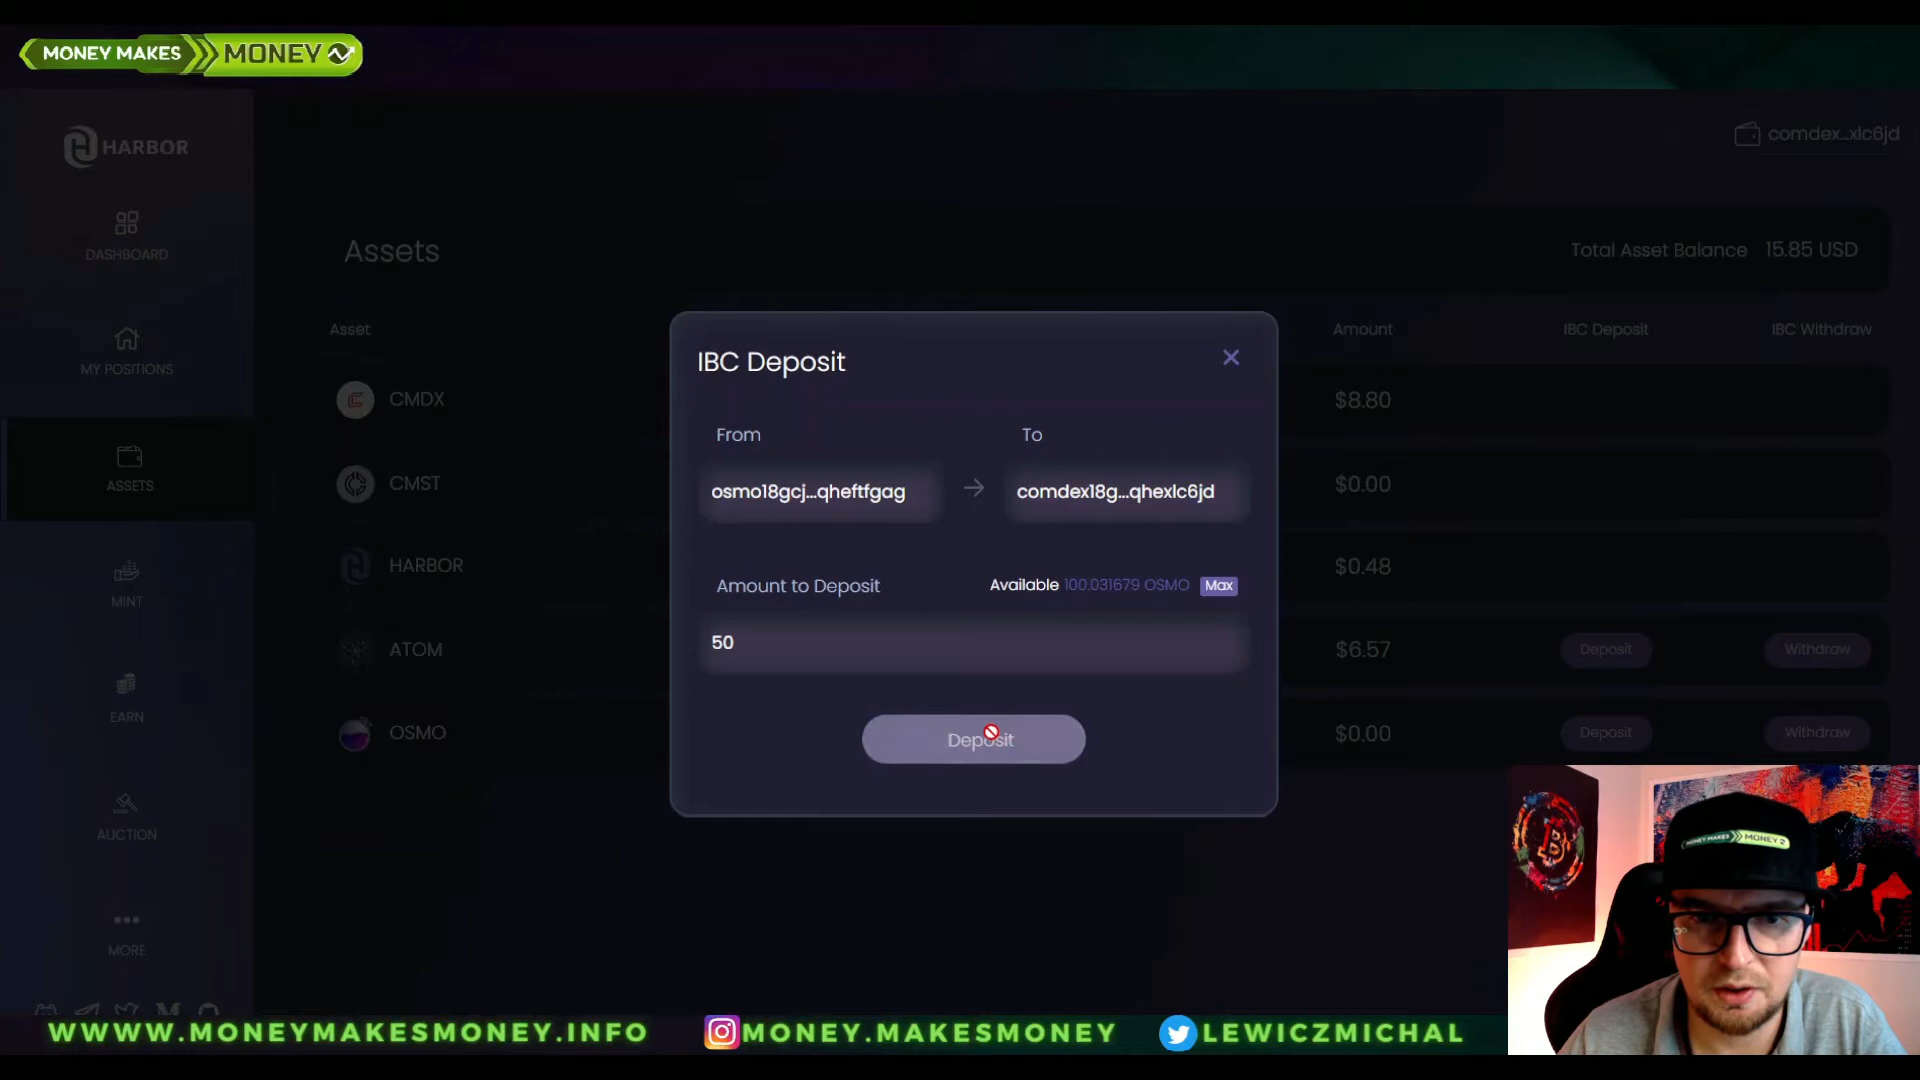 MONEY MAKES MONEY
HARBOR
comdex...xlc6jd
DASHBOARD
Assets
Total Asset Balance 15.85 USD
Asset
Amount
IBC Deposit
IBC Withdraw
MY POSITIONS
CMDX
$8.80
ASSETS
CMST
$0.00
MINT
HARBOR
$0.48
ATOM
$6.57
Deposit
Withdraw
EARN
OSMO
$0.00
Deposit
Withdraw
AUCTION
MORE
IBC Deposit
From
To
osmo18gcj...qheftfgag
comdex18g...qhexlc6jd
Amount to Deposit
Available 100.031679 OSMO Max
50
Deposit
MONEY MAKES MONEY
WWWW.MONEYMAKESMONEY.INFO
MONEY.MAKESMONEY
LEWICZMICHAL